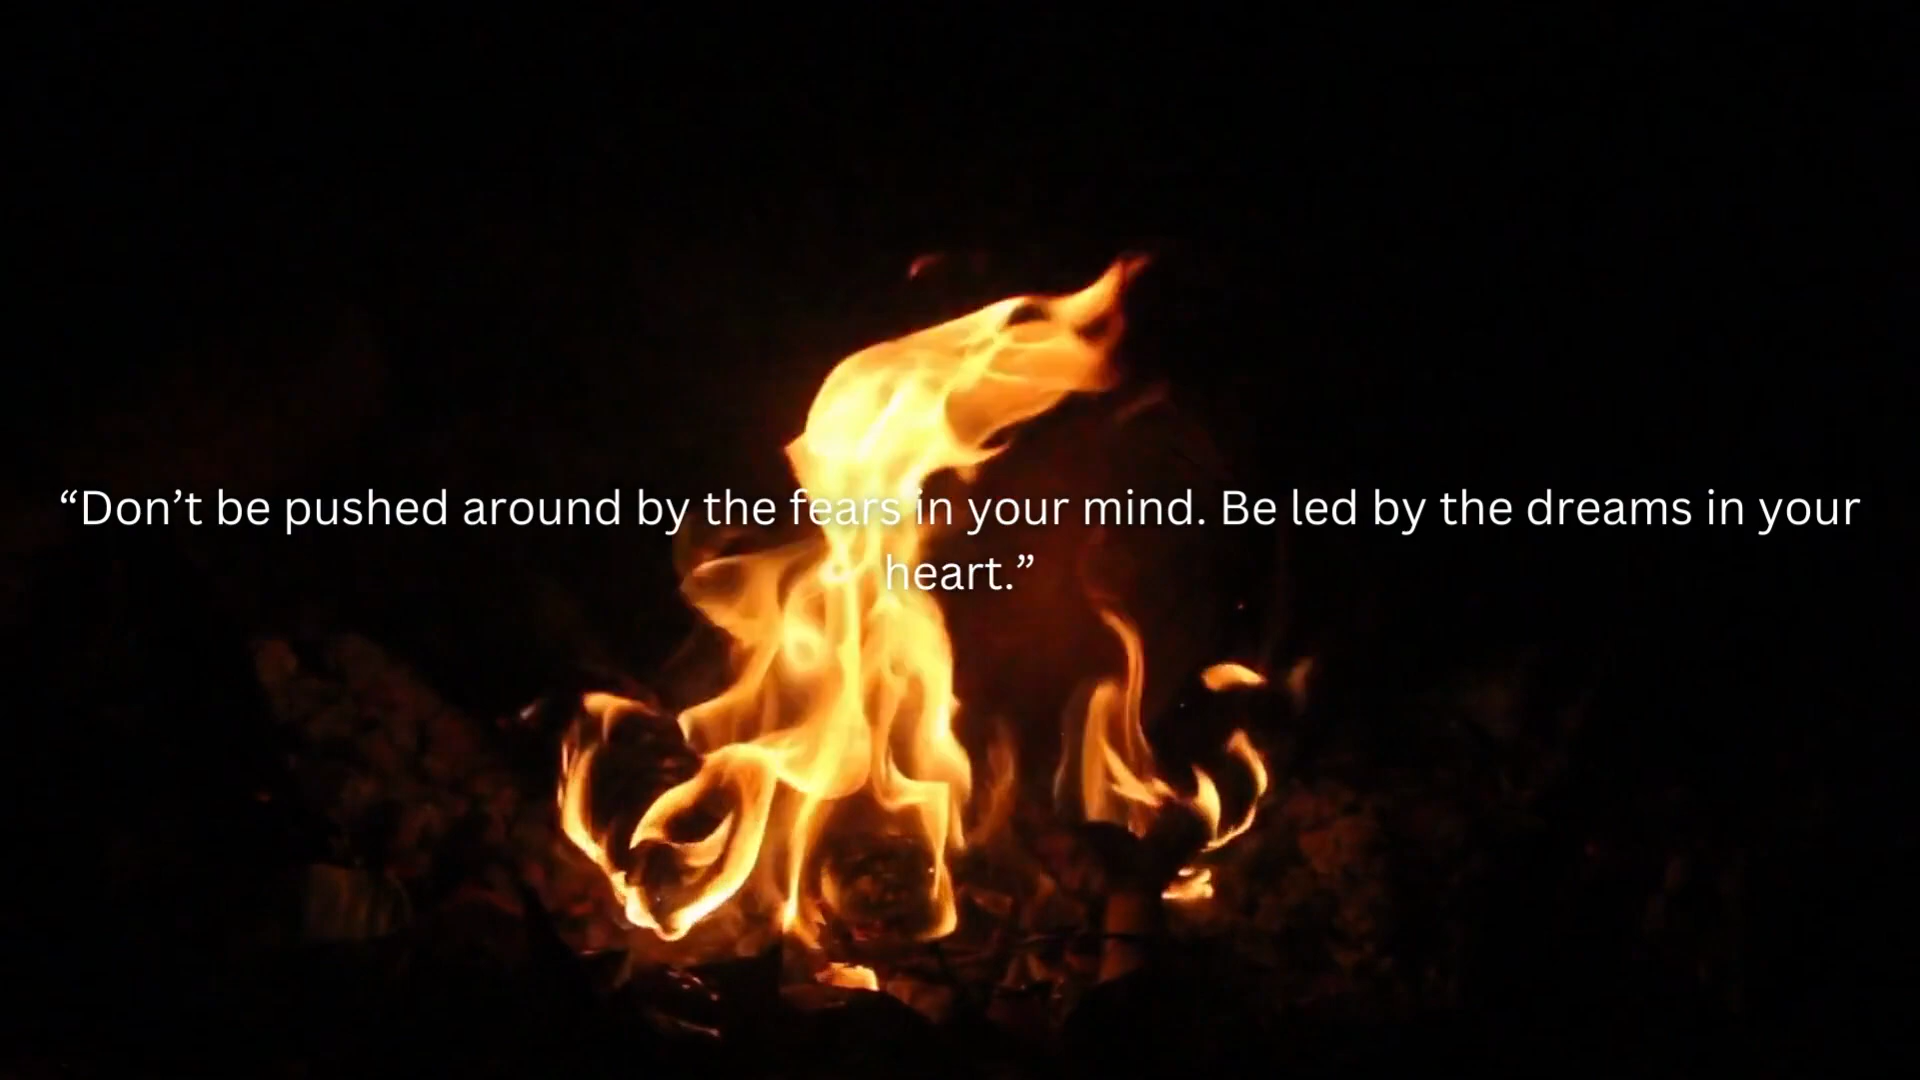 “Don’t be pushed around by the fears in your mind. Be led by the dreams in your
heart.”